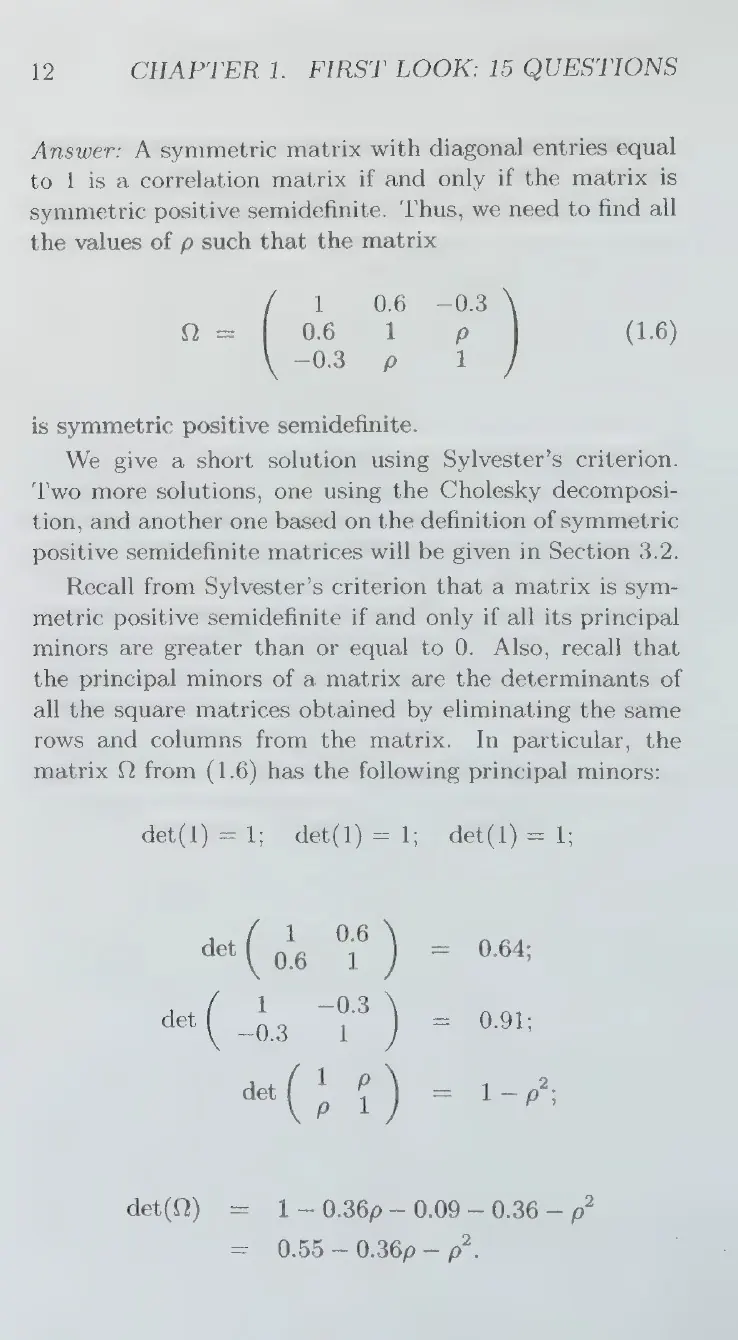 12 CHAPTER 1. FIRST LOOK: 15 QUESTIONS
Answer: A symmetric matrix with diagonal entries equal
to 1 is a correlation matrix if and only if the matrix is
symmetric positive semidefinite. Thus, we need to find all
the values of ρ such that the matrix
Ω = ( 1 0.6 −0.3
0.6 1 ρ
−0.3 ρ 1 ) (1.6)
is symmetric positive semidefinite.
We give a short solution using Sylvester's criterion.
Two more solutions, one using the Cholesky decomposi-
tion, and another one based on the definition of symmetric
positive semidefinite matrices will be given in Section 3.2.
Recall from Sylvester's criterion that a matrix is sym-
metric positive semidefinite if and only if all its principal
minors are greater than or equal to 0. Also, recall that
the principal minors of a matrix are the determinants of
all the square matrices obtained by eliminating the same
rows and columns from the matrix. In particular, the
matrix Ω from (1.6) has the following principal minors:
det(1) = 1; det(1) = 1; det(1) = 1;
det ( 1 0.6
0.6 1 ) = 0.64;
det ( 1 −0.3
−0.3 1 ) = 0.91;
det ( 1 ρ
ρ 1 ) = 1 − ρ²;
det(Ω) = 1 − 0.36ρ − 0.09 − 0.36 − ρ²
= 0.55 − 0.36ρ − ρ².